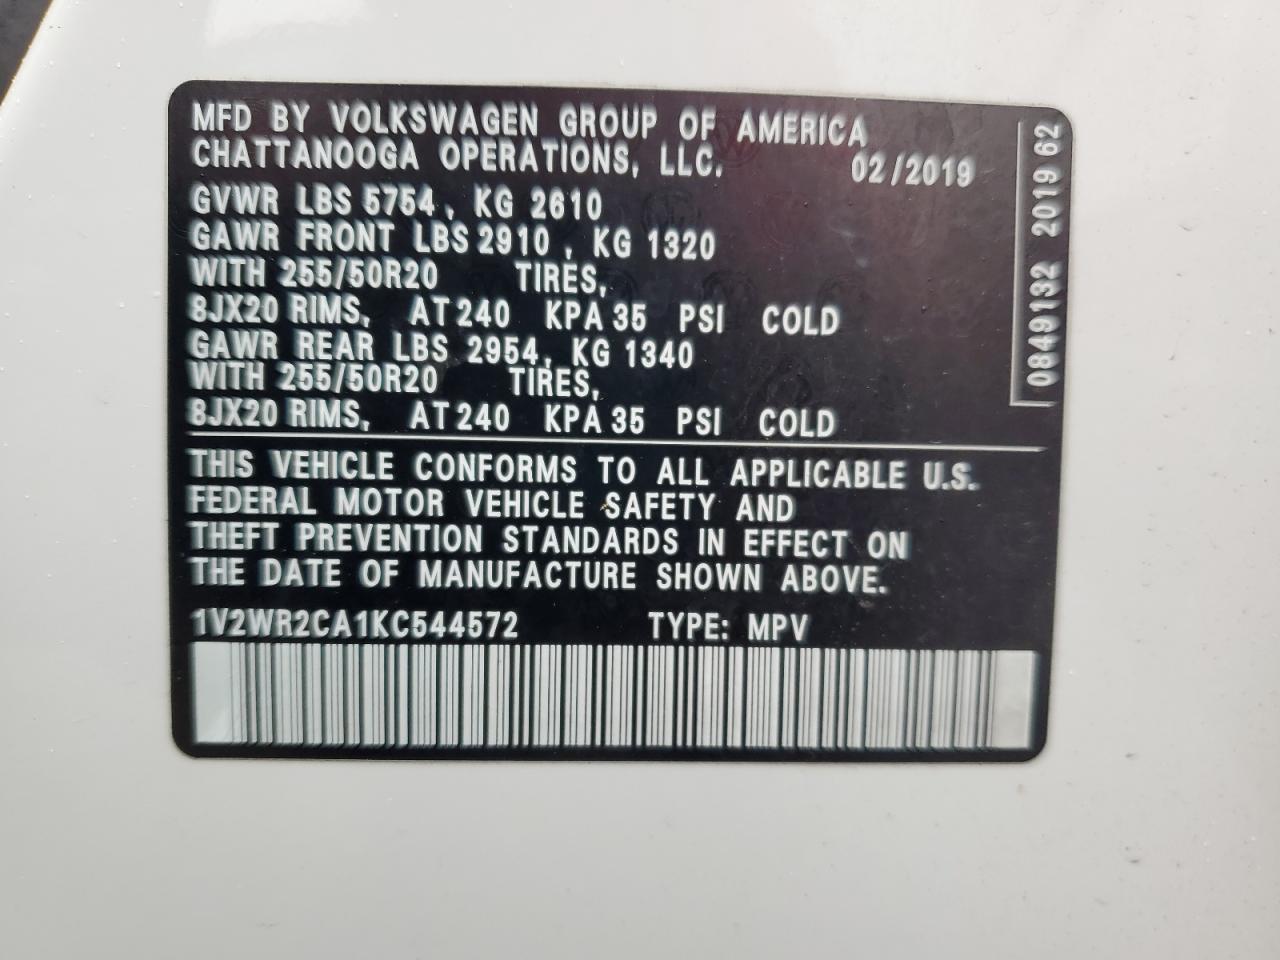 MFD BY VOLKSWAGEN GROUP OF AMERICA
CHATTANOOGA OPERATIONS, LLC. 02/2019
GVWR LBS 5754, KG 2610
GAWR FRONT LBS 2910, KG 1320
WITH 255/50R20 TIRES,
8JX20 RIMS, AT 240 KPA 35 PSI COLD
GAWR REAR LBS 2954, KG 1340
WITH 255/50R20 TIRES,
8JX20 RIMS, AT 240 KPA 35 PSI COLD
THIS VEHICLE CONFORMS TO ALL APPLICABLE U.S.
FEDERAL MOTOR VEHICLE SAFETY AND
THEFT PREVENTION STANDARDS IN EFFECT ON
THE DATE OF MANUFACTURE SHOWN ABOVE.
1V2WR2CA1KC544572 TYPE: MPV
0849132 2019 62